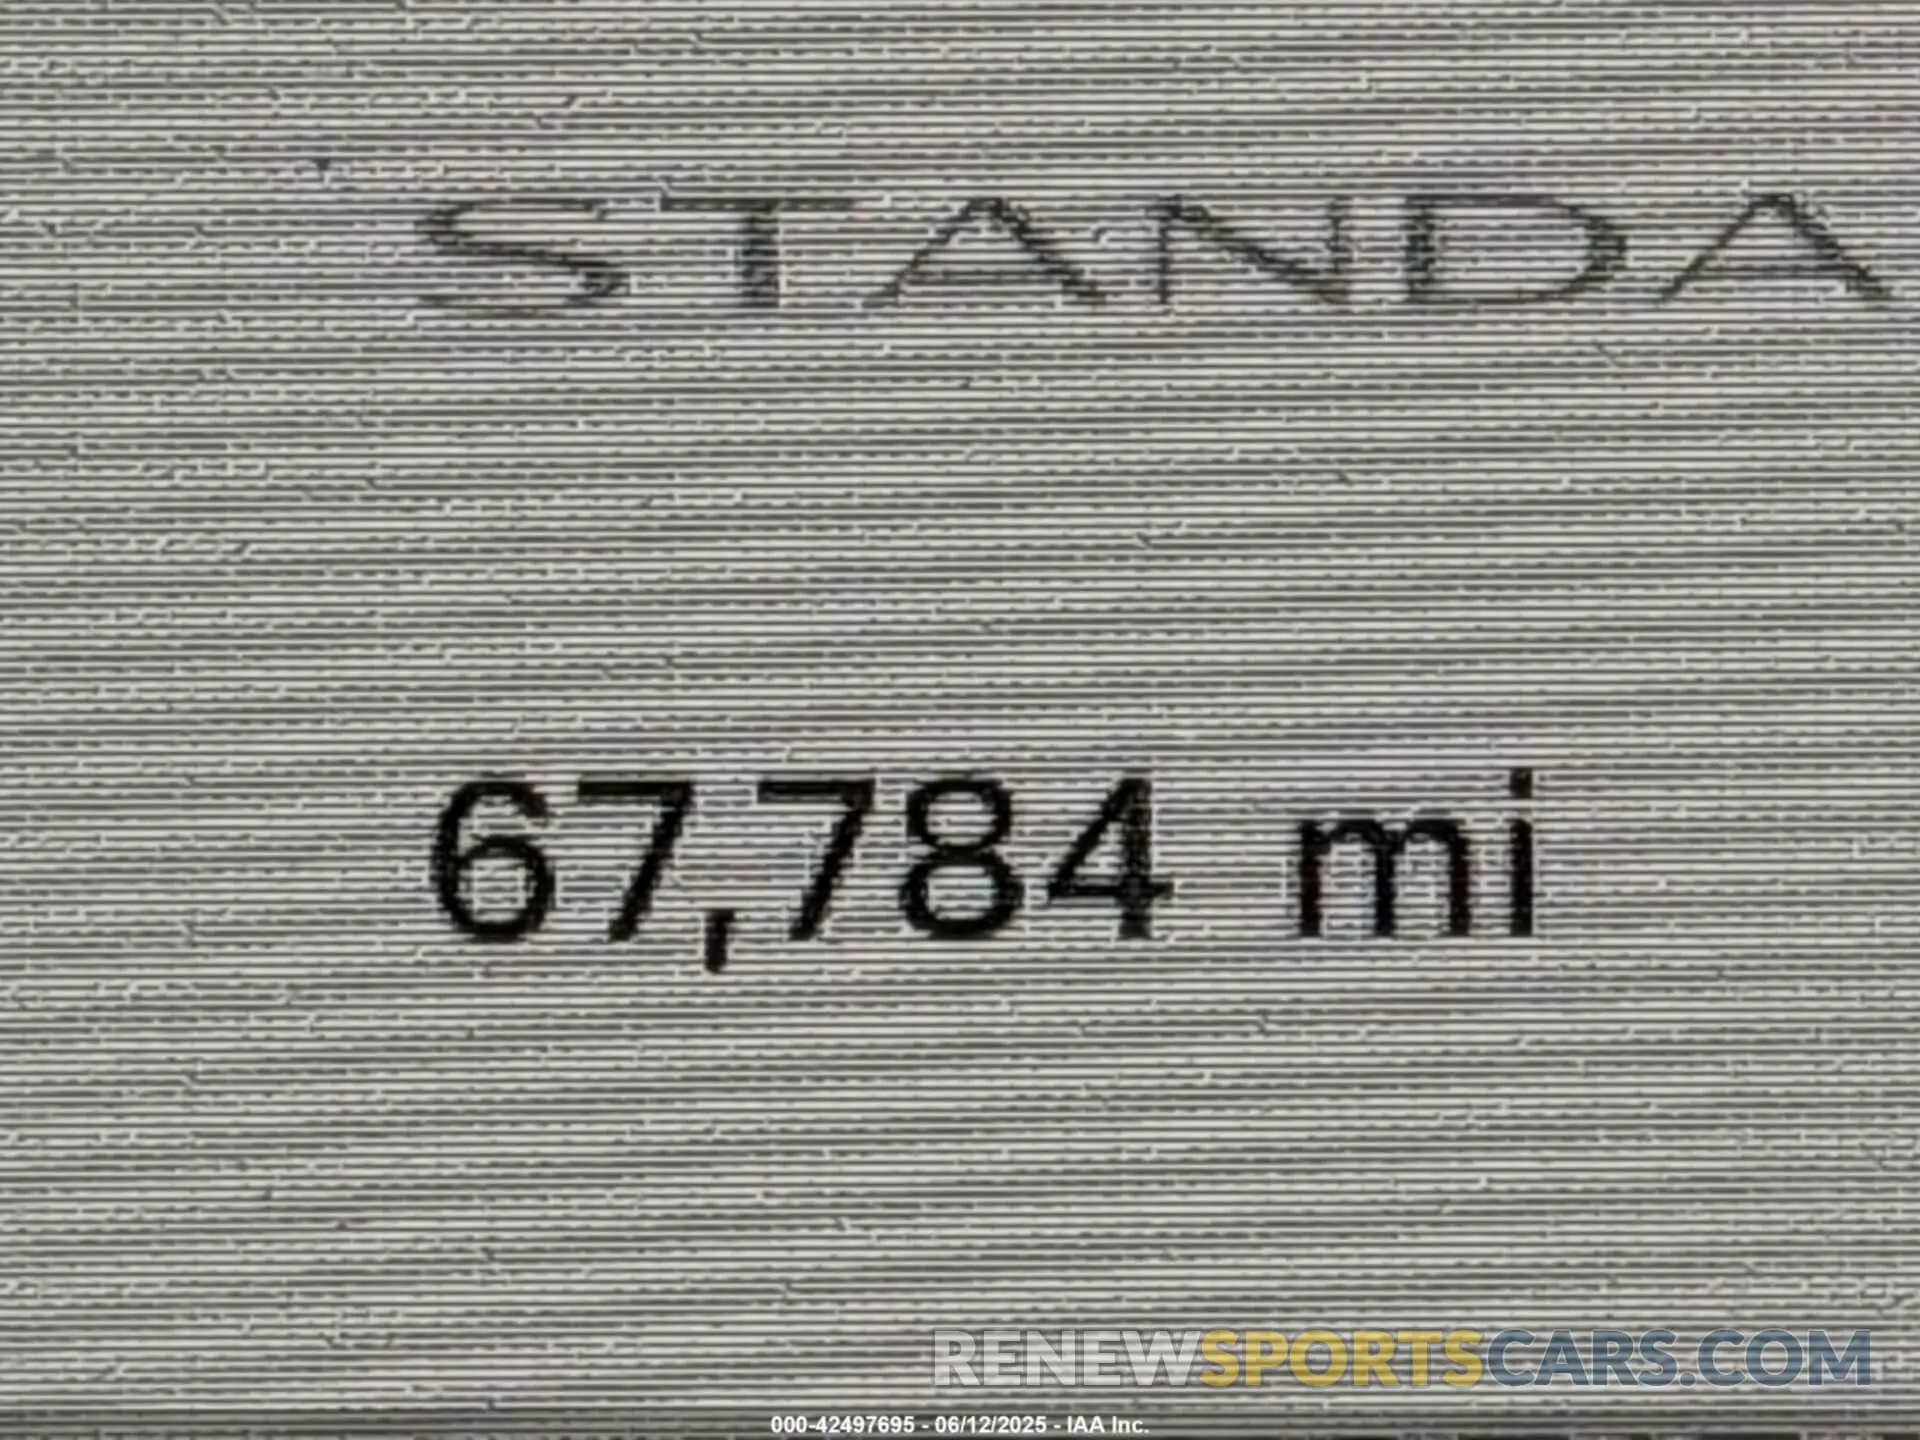 STANDA
67,784 mi
RENEWSPORTSCARS.COM
000-42497695 - 06/12/2025 - IAA Inc.